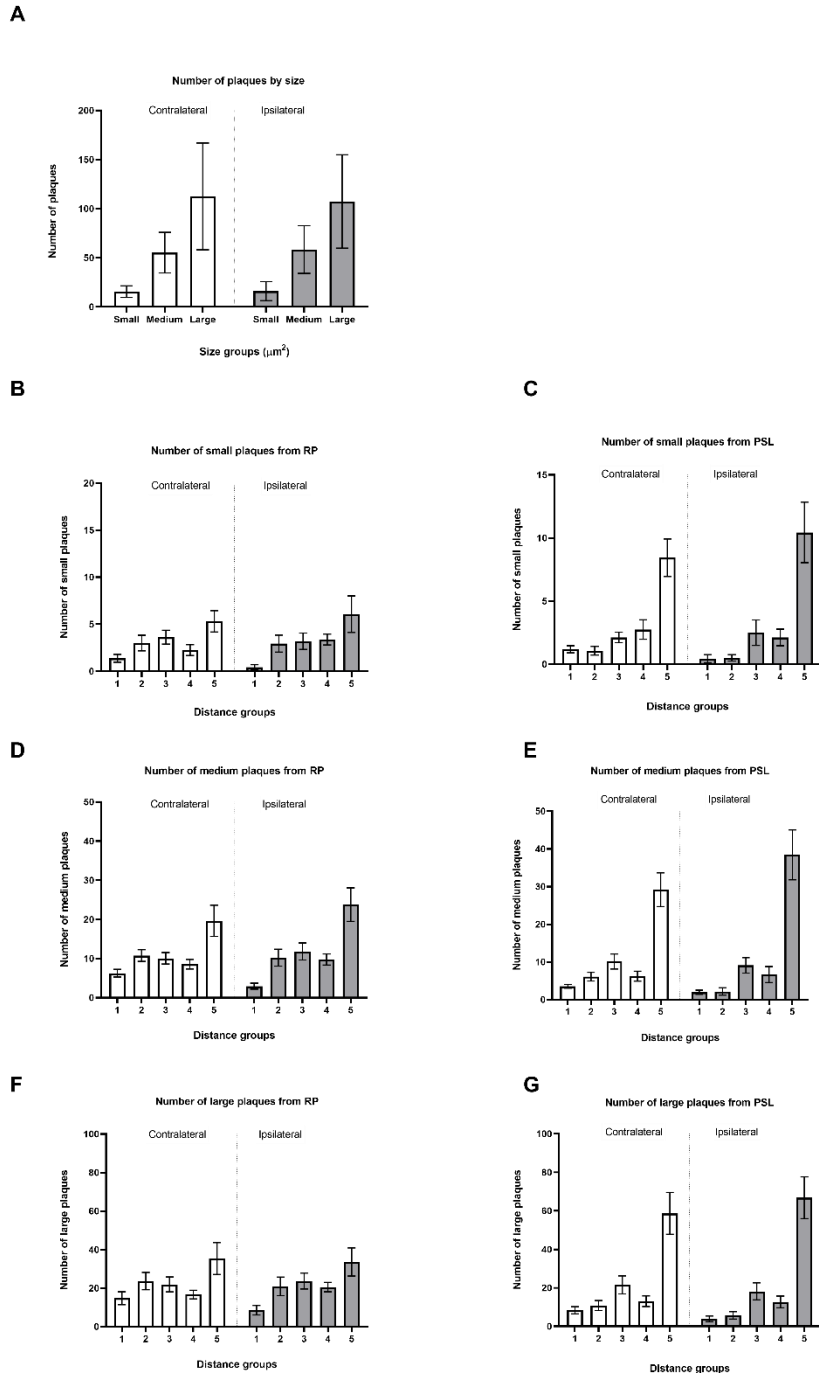 A
Number of plaques by size
Contralateral Ipsilateral
Number of plaques
200
150
100
50
0
Small Medium Large Small Medium Large
Size groups (μm²)
B
Number of small plaques from RP
Contralateral Ipsilateral
Number of small plaques
20
15
10
5
0
1 2 3 4 5 1 2 3 4 5
Distance groups
C
Number of small plaques from PSL
Contralateral Ipsilateral
Number of small plaques
15
10
5
0
1 2 3 4 5 1 2 3 4 5
Distance groups
D
Number of medium plaques from RP
Contralateral Ipsilateral
Number of medium plaques
50
40
30
20
10
0
1 2 3 4 5 1 2 3 4 5
Distance groups
E
Number of medium plaques from PSL
Contralateral Ipsilateral
Number of medium plaques
50
40
30
20
10
0
1 2 3 4 5 1 2 3 4 5
Distance groups
F
Number of large plaques from RP
Contralateral Ipsilateral
Number of large plaques
100
80
60
40
20
0
1 2 3 4 5 1 2 3 4 5
Distance groups
G
Number of large plaques from PSL
Contralateral Ipsilateral
Number of large plaques
100
80
60
40
20
0
1 2 3 4 5 1 2 3 4 5
Distance groups